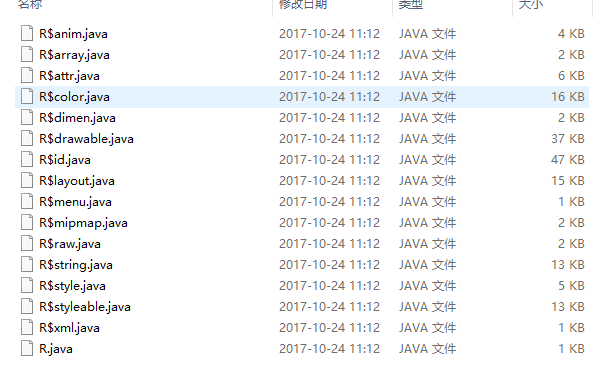 名称 修改日期 类型 大小
R$anim.java 2017-10-24 11:12 JAVA 文件 4 KB
R$array.java 2017-10-24 11:12 JAVA 文件 2 KB
R$attr.java 2017-10-24 11:12 JAVA 文件 6 KB
R$color.java 2017-10-24 11:12 JAVA 文件 16 KB
R$dimen.java 2017-10-24 11:12 JAVA 文件 2 KB
R$drawable.java 2017-10-24 11:12 JAVA 文件 37 KB
R$id.java 2017-10-24 11:12 JAVA 文件 47 KB
R$layout.java 2017-10-24 11:12 JAVA 文件 15 KB
R$menu.java 2017-10-24 11:12 JAVA 文件 1 KB
R$mipmap.java 2017-10-24 11:12 JAVA 文件 2 KB
R$raw.java 2017-10-24 11:12 JAVA 文件 2 KB
R$string.java 2017-10-24 11:12 JAVA 文件 13 KB
R$style.java 2017-10-24 11:12 JAVA 文件 5 KB
R$styleable.java 2017-10-24 11:12 JAVA 文件 13 KB
R$xml.java 2017-10-24 11:12 JAVA 文件 1 KB
R.java 2017-10-24 11:12 JAVA 文件 1 KB